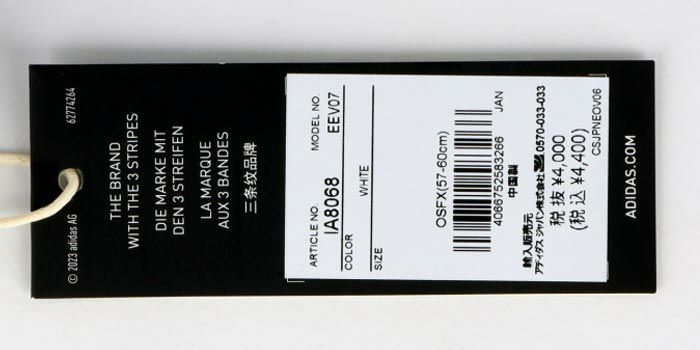 62774264
THE BRAND
WITH THE 3 STRIPES
DIE MARKE MIT
DEN 3 STREIFEN
LA MARQUE
AUX 3 BANDES
三条纹品牌
© 2023 adidas AG
ARTICLE NO. MODEL NO.
IA8068 EEV07
COLOR
WHITE
SIZE
OSFX(57-60cm)
JAN
4066752583266
中国製
輸入販売元
アディダス ジャパン株式会社 0570-033-033
税 抜 ¥4,000
(税 込 ¥4,400)
CSJPNEOV06
ADIDAS.COM